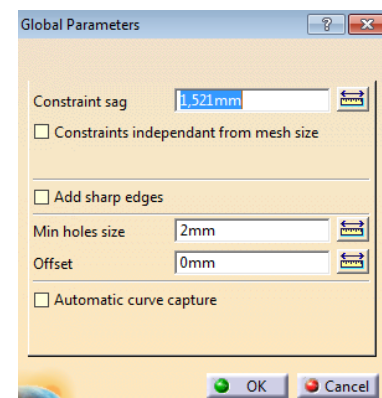 Global Parameters
Constraint sag 1,521mm
Constraints independant from mesh size
Add sharp edges
Min holes size 2mm
Offset 0mm
Automatic curve capture
OK Cancel